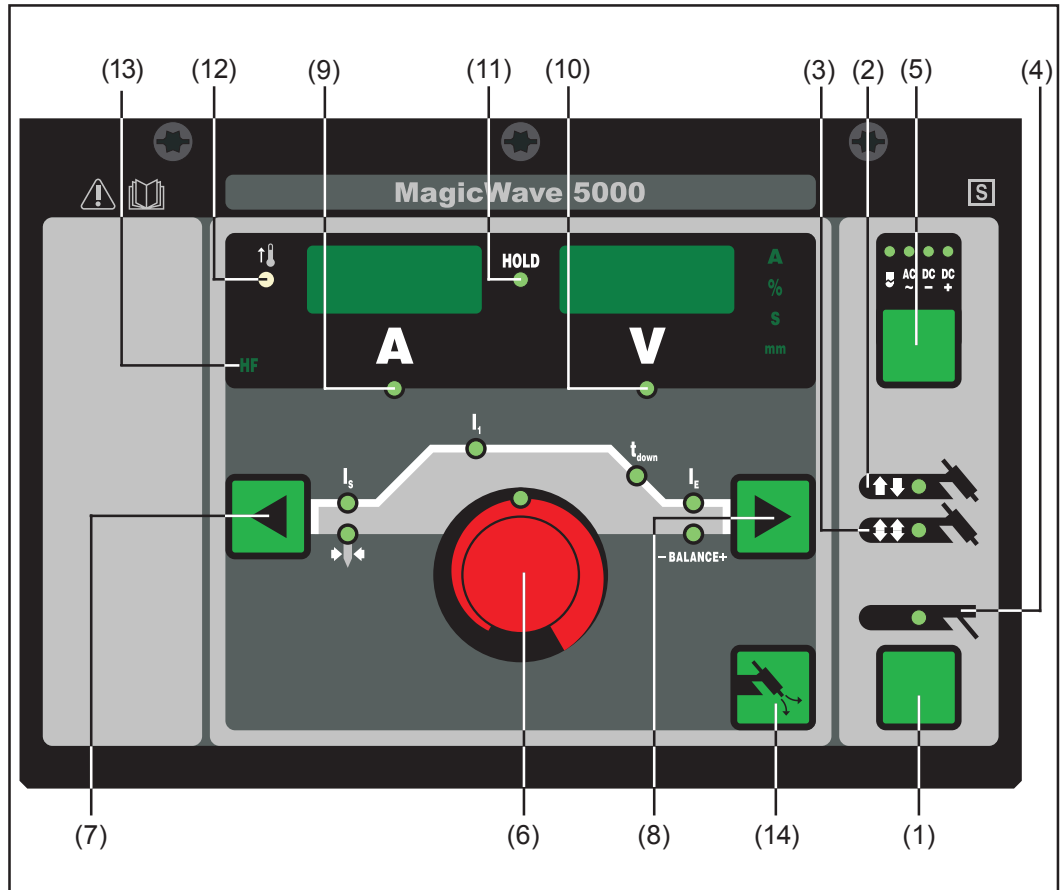 (13) (12) (9) (11) (10) (3) (2) (5) (4)
MagicWave 5000
S
HOLD
A
%
S
mm
AC DC DC
~ − +
A
V
HF
I₁
tdown
Is
IE
−BALANCE+
(7) (6) (8) (14) (1)